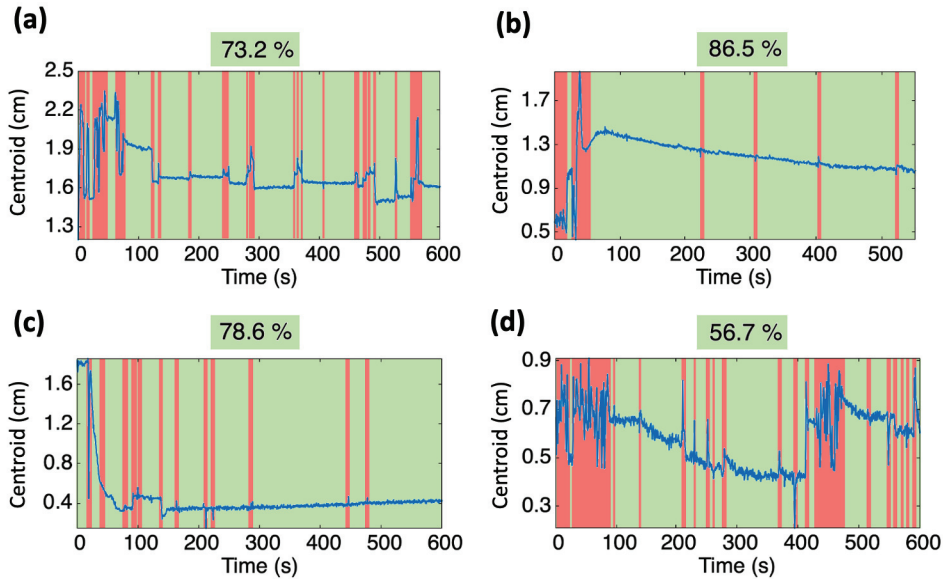 (a)
73.2 %
Centroid (cm)
2.5
2.2
1.9
1.6
1.3
0 100 200 300 400 500 600
Time (s)
(b)
86.5 %
Centroid (cm)
1.7
1.3
0.9
0.5
0 100 200 300 400 500
Time (s)
(c)
78.6 %
Centroid (cm)
1.6
1.2
0.8
0.4
0 100 200 300 400 500 600
Time (s)
(d)
56.7 %
Centroid (cm)
0.9
0.7
0.5
0.3
0 100 200 300 400 500 600
Time (s)